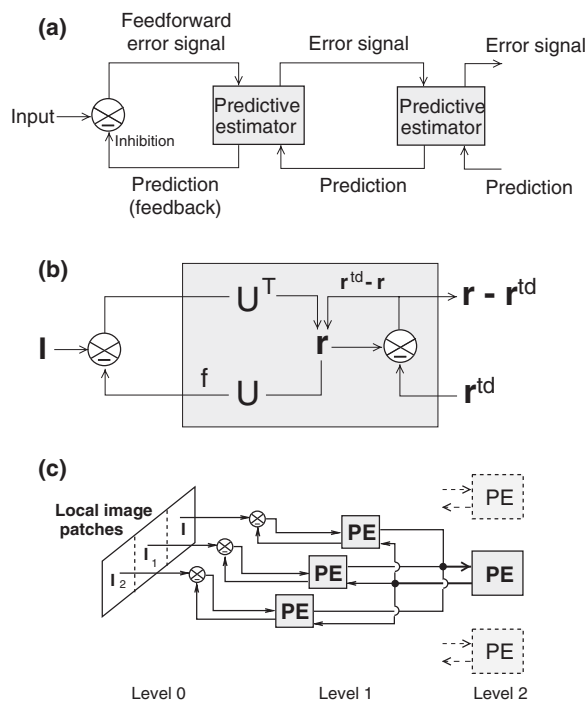 (a)
Feedforward
error signal
Error signal
Error signal
Input
Inhibition
Predictive
estimator
Predictive
estimator
Prediction
(feedback)
Prediction
Prediction
(b)
I
U^T
r^td - r
r - r^td
r
f
U
r^td
(c)
Local image
patches
I
I_1
I_2
PE
PE
PE
PE
PE
PE
Level 0
Level 1
Level 2